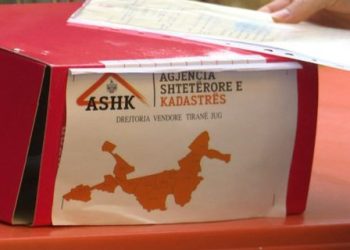 ASHK
AGJENCIA
SHTETËRORE E
KADASTRËS
DREJTORIA VENDORE TIRANË JUG